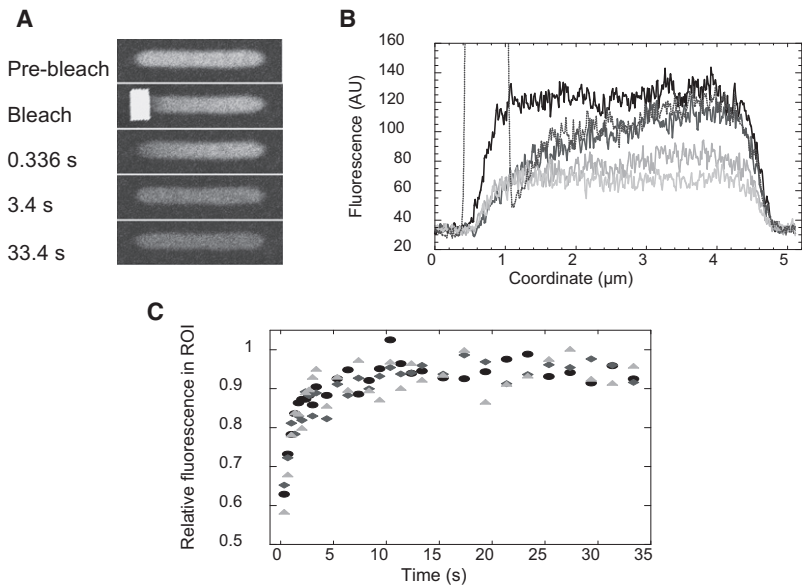 A
Pre-bleach
Bleach
0.336 s
3.4 s
33.4 s
B
Fluorescence (AU)
160
140
120
100
80
60
40
20
0 1 2 3 4 5
Coordinate (µm)
C
Relative fluorescence in ROI
1
0.9
0.8
0.7
0.6
0.5
0 5 10 15 20 25 30 35
Time (s)